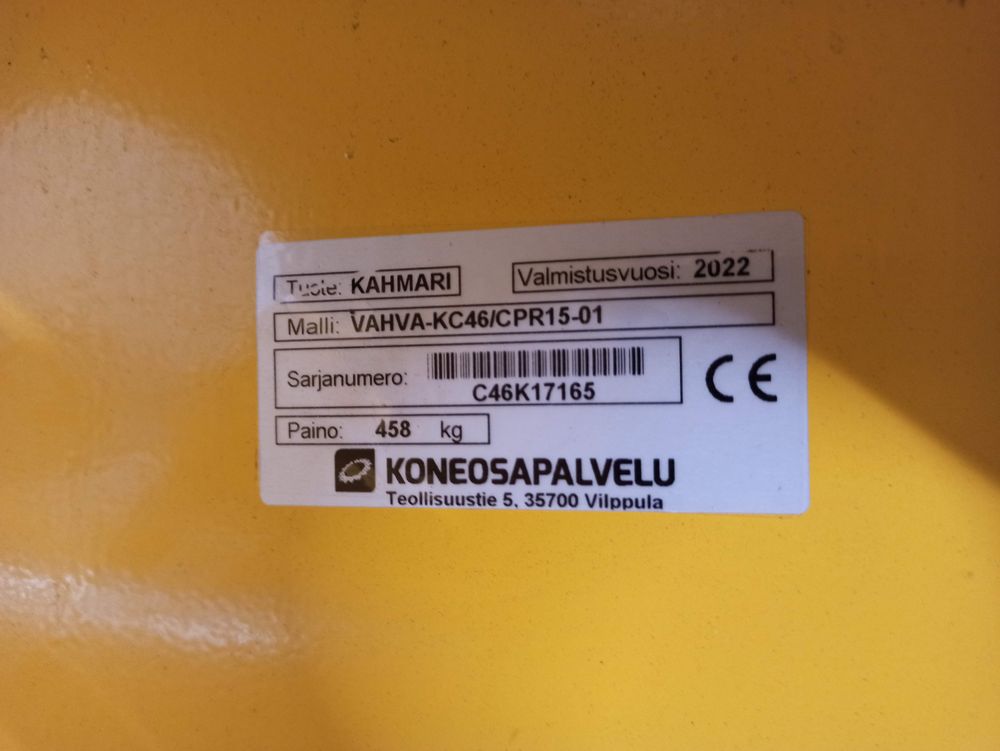 Tuote: KAHMARI Valmistusvuosi: 2022
Malli: VAHVA-KC46/CPR15-01
Sarjanumero: C46K17165
Paino: 458 kg
CE
KONEOSAPALVELU
Teollisuustie 5, 35700 Vilppula